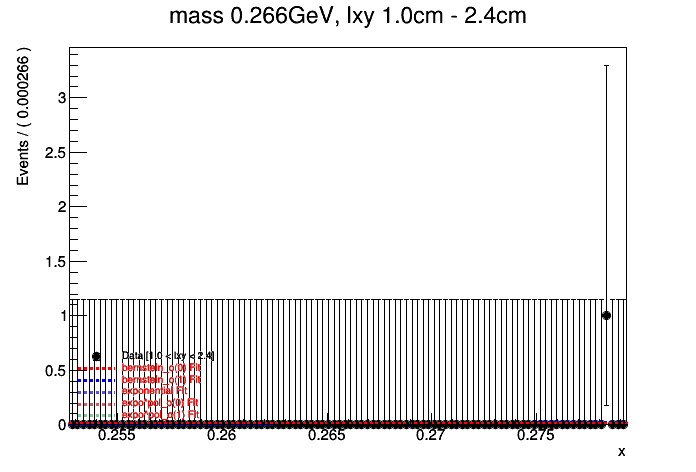 mass 0.266GeV, lxy 1.0cm - 2.4cm
Events / ( 0.000266 )
3
2.5
2
1.5
1
0.5
0
Data [1.0 < lxy < 2.4]
bernstein_o(0) Fit
bernstein_o(1) Fit
exponential Fit
expo*pol_o(0) Fit
expo*pol_o(1) Fit
0.255 0.26 0.265 0.27 0.275
x